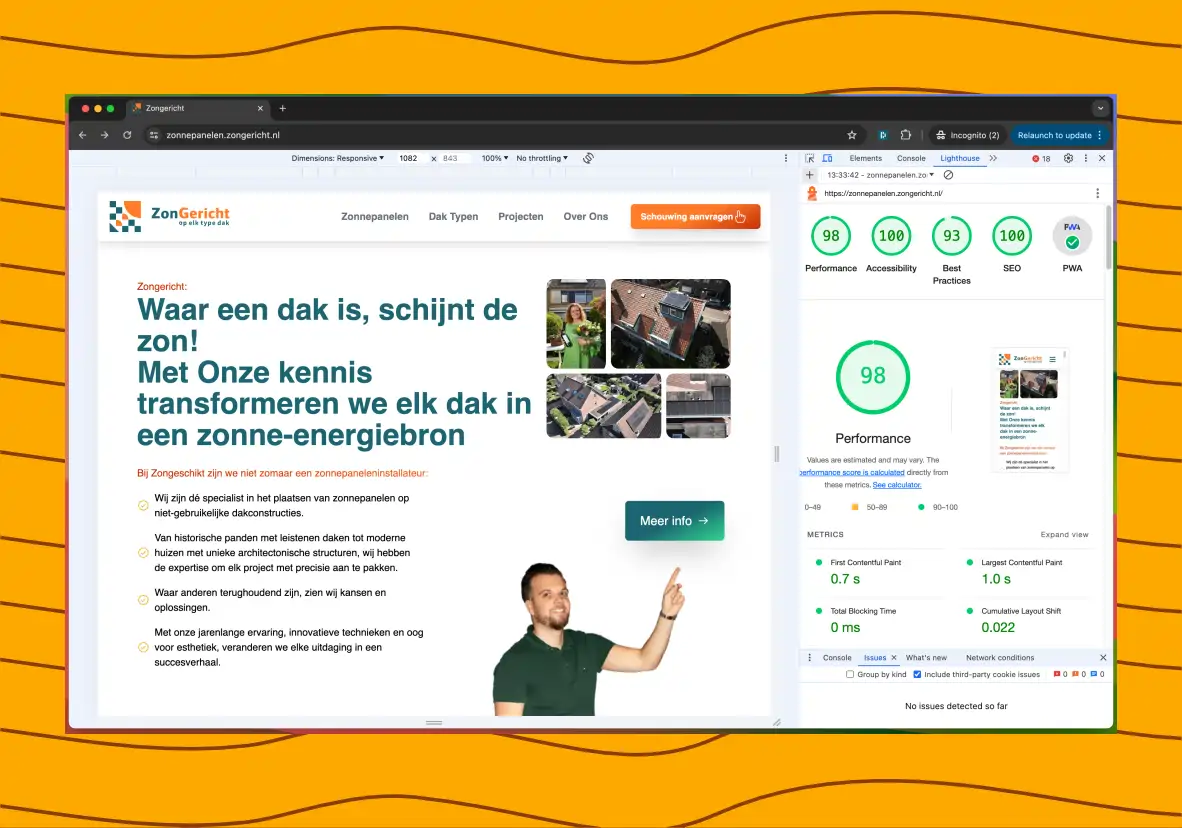 Zongericht
zonnepanelen.zongericht.nl
Incognito (2)
Relaunch to update
Dimensions: Responsive
1082 x 843
100%
No throttling
ZonGericht
op elk type dak
Zonnepanelen
Dak Typen
Projecten
Over Ons
Schouwing aanvragen
Zongericht:
Waar een dak is, schijnt de
zon!
Met Onze kennis
transformeren we elk dak in
een zonne-energiebron
Bij Zongeschikt zijn we niet zomaar een zonnepaneleninstallateur:
Wij zijn dé specialist in het plaatsen van zonnepanelen op
niet-gebruikelijke dakconstructies.
Van historische panden met leistenen daken tot moderne
huizen met unieke architectonische structuren, wij hebben
de expertise om elk project met precisie aan te pakken.
Waar anderen terughoudend zijn, zien wij kansen en
oplossingen.
Met onze jarenlange ervaring, innovatieve technieken en oog
voor esthetiek, veranderen we elke uitdaging in een
succesverhaal.
Meer info
Elements
Console
Lighthouse
18
13:33:42 - zonnepanelen.zo
https://zonnepanelen.zongericht.nl/
98
100
93
100
PWA
Performance
Accessibility
Best
Practices
SEO
PWA
98
Performance
Values are estimated and may vary. The
performance score is calculated directly from
these metrics. See calculator.
0–49
50–89
90–100
ZonGericht
Waar een dak is, schijnt
de zon!
Met Onze kennis
transformeren we elk
dak in een zonne-
energiebron
METRICS
Expand view
First Contentful Paint
0.7 s
Largest Contentful Paint
1.0 s
Total Blocking Time
0 ms
Cumulative Layout Shift
0.022
Console
Issues
What's new
Network conditions
Group by kind
Include third-party cookie issues
0 0 0
No issues detected so far